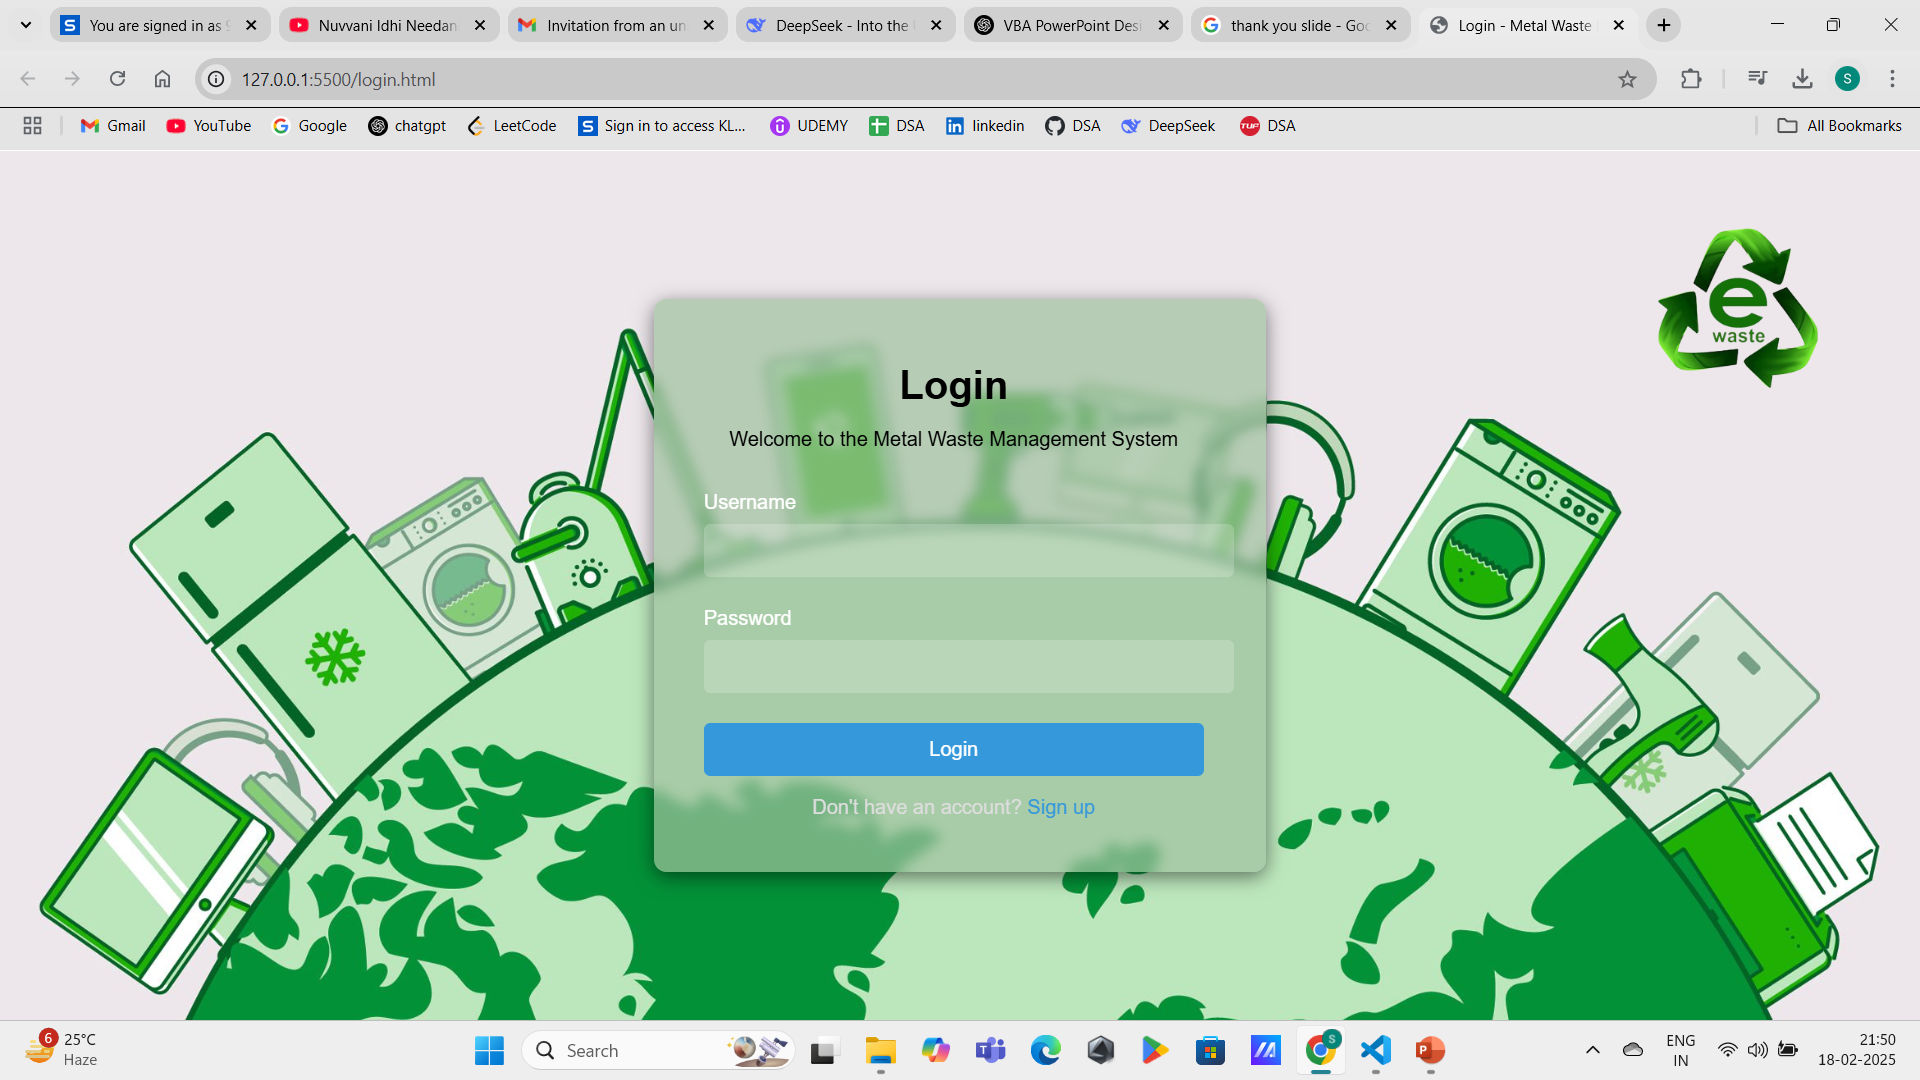 You are signed in as 9
Nuvvani Idhi Needan
Invitation from an un
DeepSeek - Into the U
VBA PowerPoint Desi
thank you slide - Goo
Login - Metal Waste
127.0.0.1:5500/login.html
S
Gmail
YouTube
Google
chatgpt
LeetCode
Sign in to access KL...
UDEMY
DSA
linkedin
DSA
DeepSeek
TUF
DSA
All Bookmarks
e
waste
Login
Welcome to the Metal Waste Management System
Username
Password
Login
Don't have an account? Sign up
6
25°C
Haze
Search
S
ENG
IN
21:50
18-02-2025